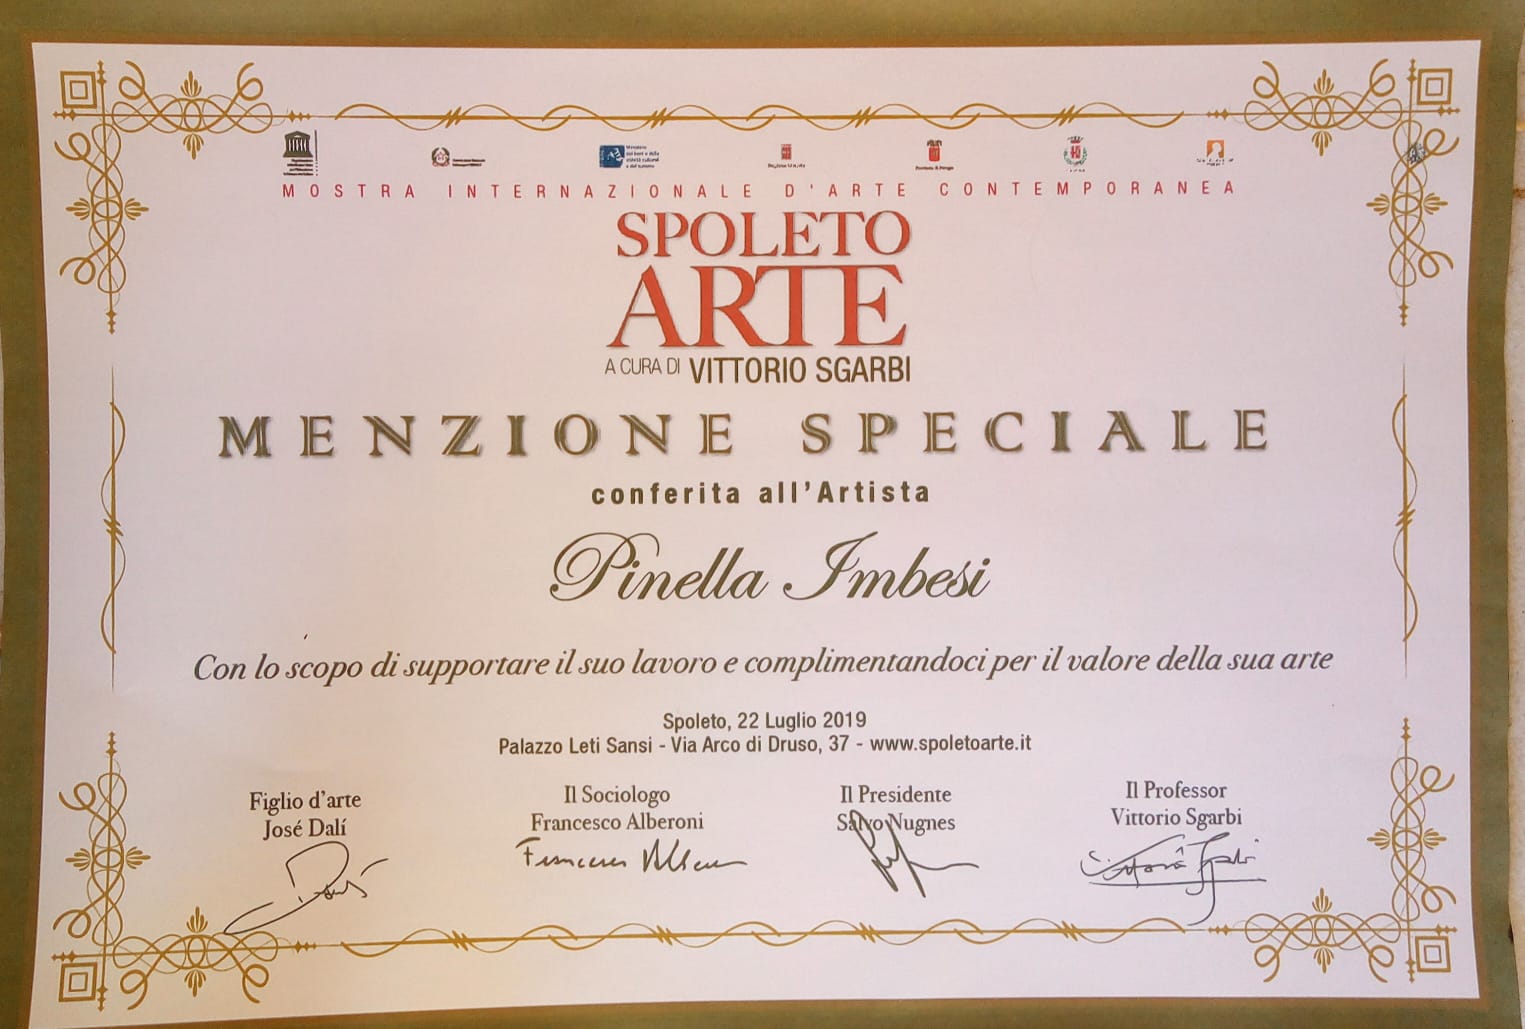 MOSTRA INTERNAZIONALE D'ARTE CONTEMPORANEA
SPOLETO
ARTE
A CURA DI VITTORIO SGARBI
MENZIONE SPECIALE
conferita all'Artista
Pinella Imbesi
Con lo scopo di supportare il suo lavoro e complimentandoci per il valore della sua arte
Spoleto, 22 Luglio 2019
Palazzo Leti Sansi - Via Arco di Druso, 37 - www.spoletoarte.it
Figlio d'arte
José Dalí
Il Sociologo
Francesco Alberoni
Il Presidente
Salvo Nugnes
Il Professor
Vittorio Sgarbi